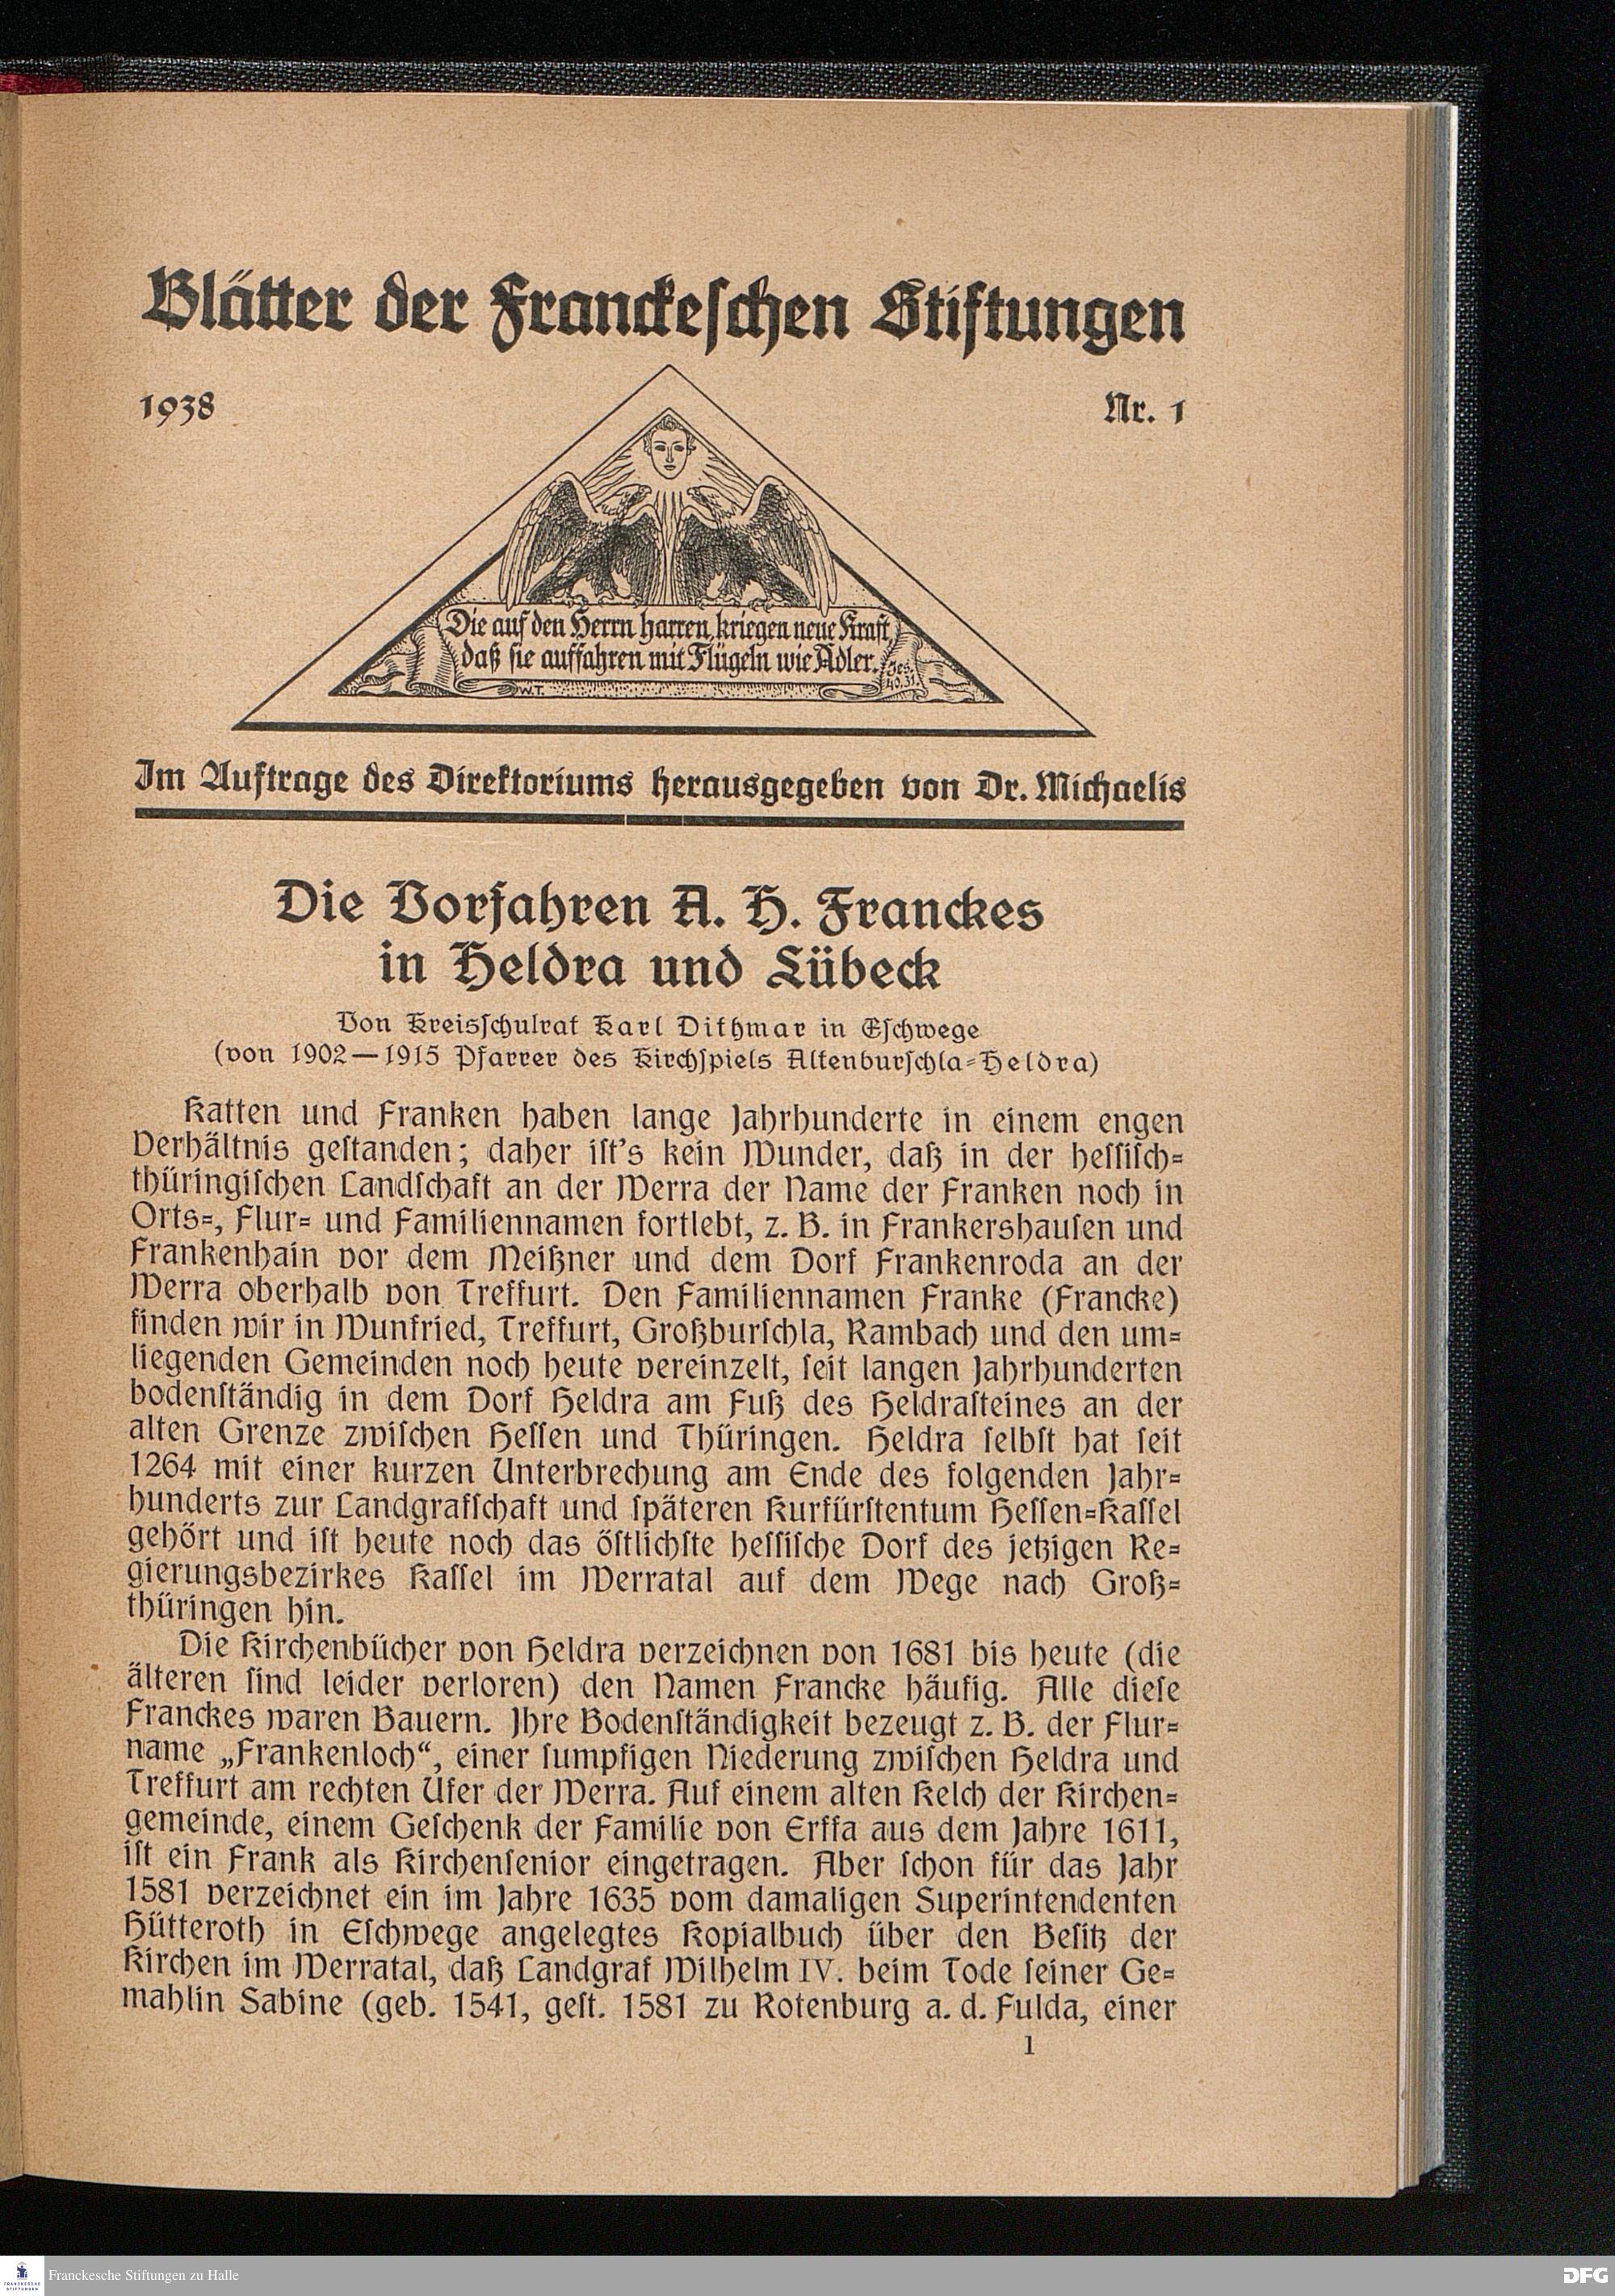 Blätter der Franckeschen Stiftungen
1938
Nr. 1
Die auf den Herrn harren, kriegen neue Kraft,
daß sie auffahren mit Flügeln wie Adler.
Jes.
40.31.
W.T.
Im Auftrage des Direktoriums herausgegeben von Dr. Michaelis
Die Vorfahren A. H. Franckes
in Heldra und Lübeck
Von Kreisschulrat Karl Dithmar in Eschwege
(von 1902—1915 Pfarrer des Kirchspiels Altenburschla-Heldra)
Katten und Franken haben lange Jahrhunderte in einem engen
Verhältnis gestanden; daher ist's kein Wunder, daß in der hessisch-
thüringischen Landschaft an der Werra der Name der Franken noch in
Orts-, Flur- und Familiennamen fortlebt, z. B. in Frankershausen und
Frankenhain vor dem Meißner und dem Dorf Frankenroda an der
Werra oberhalb von Treffurt. Den Familiennamen Franke (Francke)
finden wir in Wunfried, Treffurt, Großburschla, Rambach und den um-
liegenden Gemeinden noch heute vereinzelt, seit langen Jahrhunderten
bodenständig in dem Dorf Heldra am Fuß des Heldrasteines an der
alten Grenze zwischen Hessen und Thüringen. Heldra selbst hat seit
1264 mit einer kurzen Unterbrechung am Ende des folgenden Jahr-
hunderts zur Landgrafschaft und späteren Kurfürstentum Hessen-Kassel
gehört und ist heute noch das östlichste hessische Dorf des jetzigen Re-
gierungsbezirkes Kassel im Werratal auf dem Wege nach Groß-
thüringen hin.
Die Kirchenbücher von Heldra verzeichnen von 1681 bis heute (die
älteren sind leider verloren) den Namen Francke häufig. Alle diese
Franckes waren Bauern. Ihre Bodenständigkeit bezeugt z. B. der Flur-
name „Frankenloch“, einer sumpfigen Niederung zwischen Heldra und
Treffurt am rechten Ufer der Werra. Auf einem alten Kelch der Kirchen-
gemeinde, einem Geschenk der Familie von Erffa aus dem Jahre 1611,
ist ein Frank als Kirchensenior eingetragen. Aber schon für das Jahr
1581 verzeichnet ein im Jahre 1635 vom damaligen Superintendenten
Hütteroth in Eschwege angelegtes Kopialbuch über den Besitz der
Kirchen im Werratal, daß Landgraf Wilhelm IV. beim Tode seiner Ge-
mahlin Sabine (geb. 1541, gest. 1581 zu Rotenburg a. d. Fulda, einer
1
FRANCKESCHE
STIFTUNGEN
Franckesche Stiftungen zu Halle
DFG